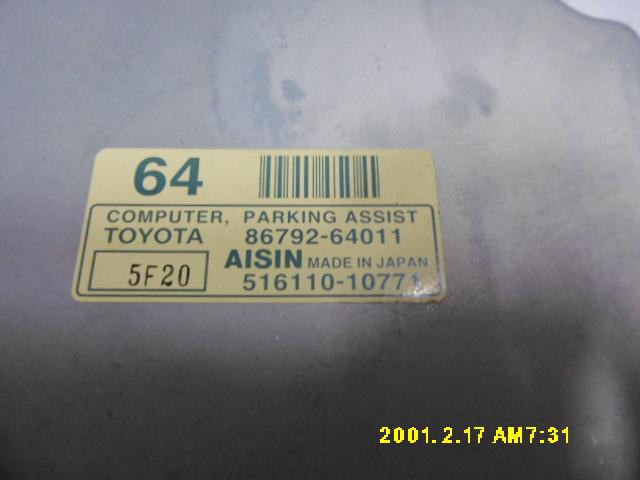 64
COMPUTER, PARKING ASSIST
TOYOTA 86792-64011
5F20
AISIN MADE IN JAPAN
516110-10771
2001. 2.17 AM7:31